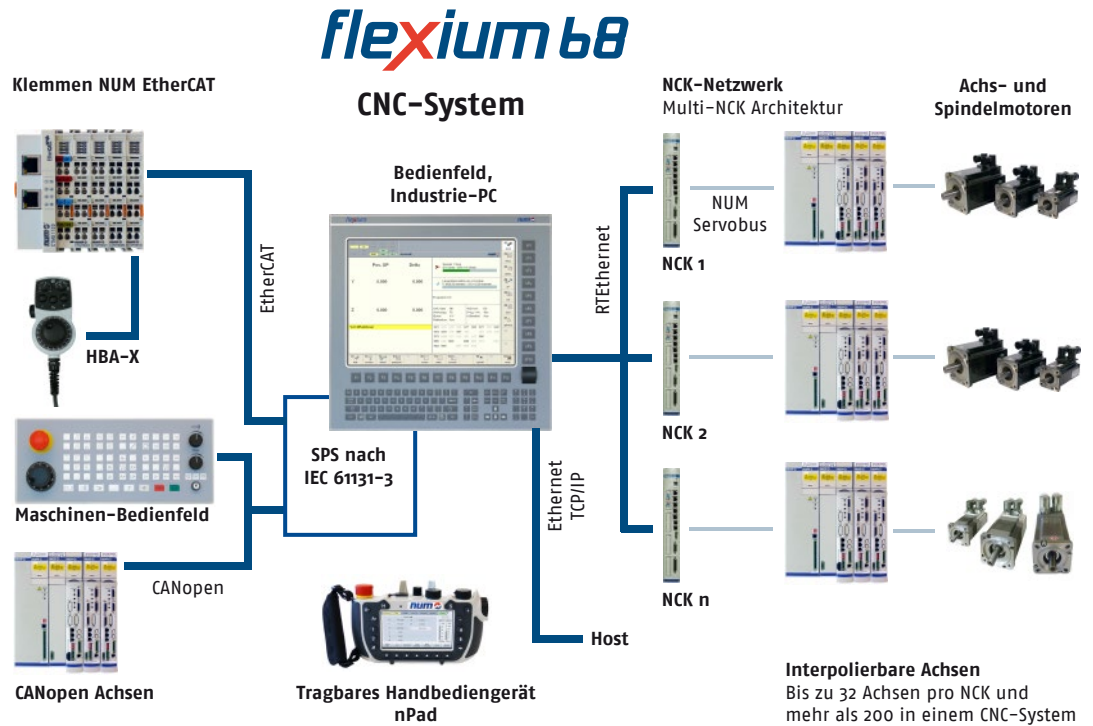 flexium 68
CNC-System
Klemmen NUM EtherCAT
HBA-X
Maschinen-Bedienfeld
CANopen Achsen
EtherCAT
CANopen
SPS nach
IEC 61131-3
Bedienfeld,
Industrie-PC
Tragbares Handbediengerät
nPad
num
Ethernet
TCP/IP
Host
RTEthernet
NCK-Netzwerk
Multi-NCK Architektur
NUM
Servobus
NCK 1
NCK 2
NCK n
Achs- und
Spindelmotoren
Interpolierbare Achsen
Bis zu 32 Achsen pro NCK und
mehr als 200 in einem CNC-System